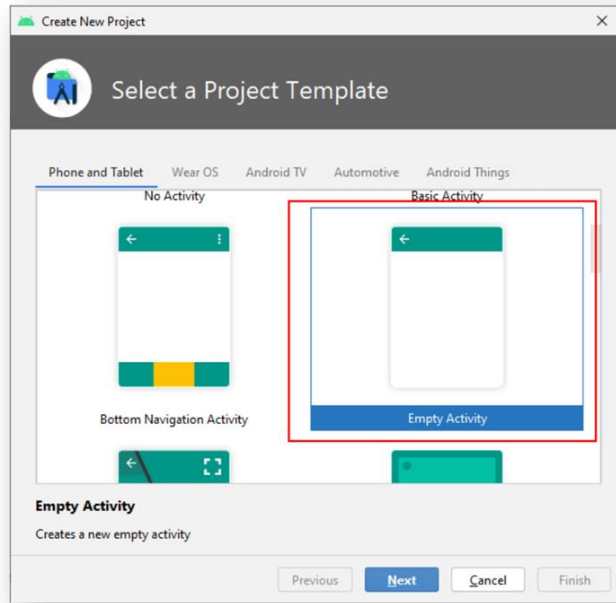 Create New Project
Select a Project Template
Phone and Tablet Wear OS Android TV Automotive Android Things
No Activity Basic Activity
Bottom Navigation Activity Empty Activity
Empty Activity
Creates a new empty activity
Previous Next Cancel Finish